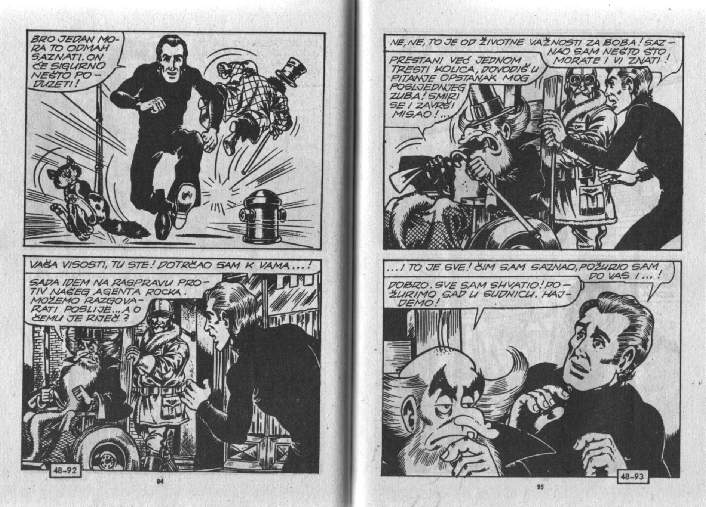 BRO JEDAN MO-
RA TO ODMAH
SAZNATI. ON
ĆE SIGURNO
NEŠTO PO-
DUZETI!
VAŠA VISOSTI, TU STE! DOTRČAO SAM K VAMA...!
SADA IDEM NA RASPRAVU PRO-
TIV NAŠEG AGENTA ROCKA.
MOŽEMO RAZGOVA-
RATI POSLIJE... A O
ČEMU JE RIJEČ?
48-92
94
NE, NE, TO JE OD ŽIVOTNE VAŽNOSTI ZA BOBA! SAZ-
NAO SAM NEŠTO ŠTO
MORATE I VI ZNATI!
PRESTANI VEĆ JEDNOM
TRESTI KOLICA, DOVODIŠ U
PITANJE OPSTANAK MOG
POSLJEDNJEG
ZUBA! SMIRI
SE I ZAVRŠI
MISAO!...
...I TO JE SVE! ČIM SAM SAZNAO, POŽURIO SAM
DO VAS I...!
DOBRO. SVE SAM SHVATIO! PO-
ŽURIMO SAD U SUDNICU, HAJ-
DEMO!
95
48-93